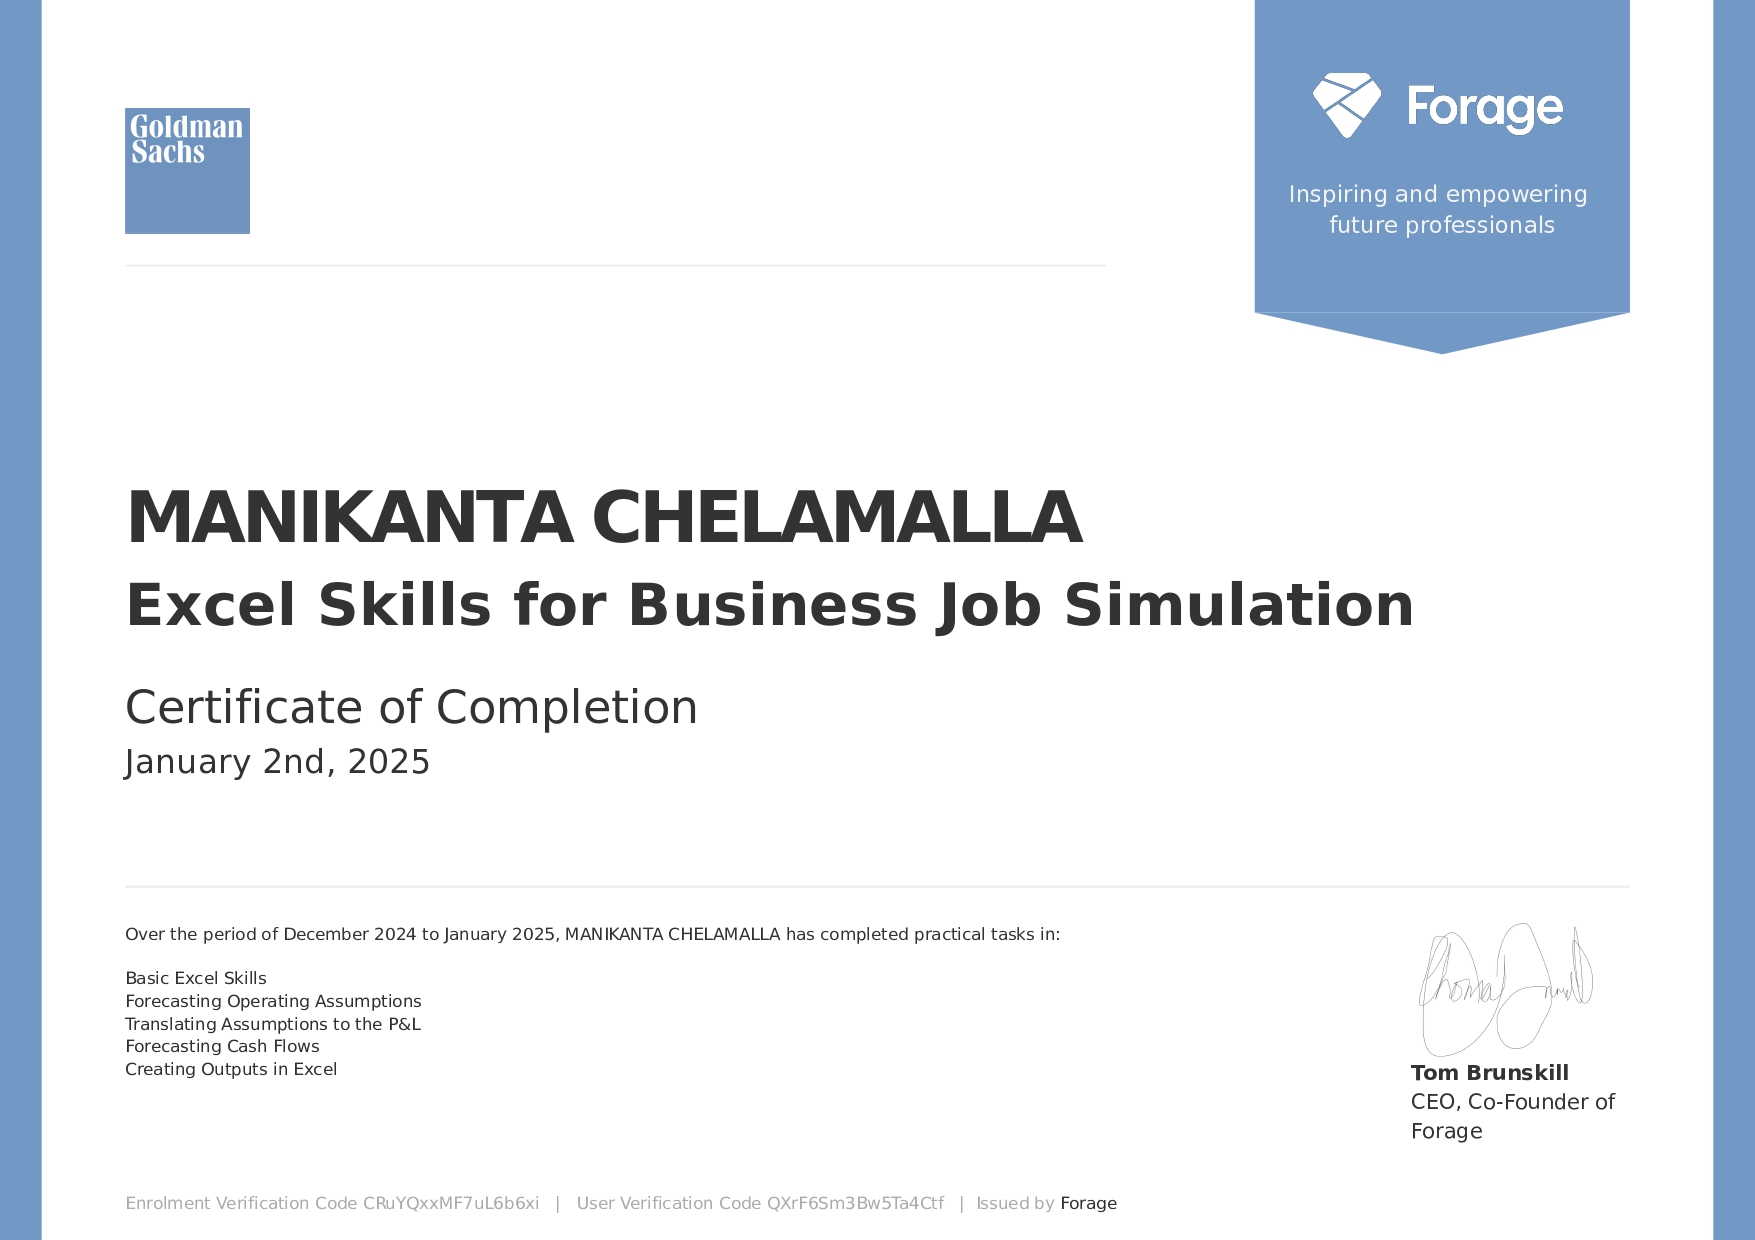 Goldman
Sachs
Forage
Inspiring and empowering
future professionals
MANIKANTA CHELAMALLA
Excel Skills for Business Job Simulation
Certificate of Completion
January 2nd, 2025
Over the period of December 2024 to January 2025, MANIKANTA CHELAMALLA has completed practical tasks in:
Basic Excel Skills
Forecasting Operating Assumptions
Translating Assumptions to the P&L
Forecasting Cash Flows
Creating Outputs in Excel
Tom Brunskill
CEO, Co-Founder of
Forage
Enrolment Verification Code CRuYQxxMF7uL6b6xi | User Verification Code QXrF6Sm3Bw5Ta4Ctf | Issued by Forage